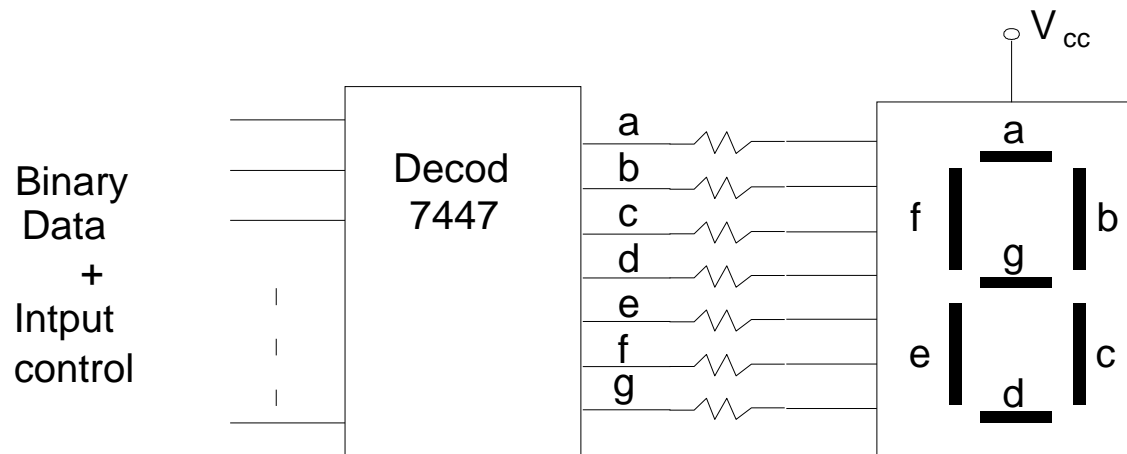 V cc
Binary
Data
+
Intput
control
Decod
7447
a
b
c
d
e
f
g
a
f
b
g
e
c
d